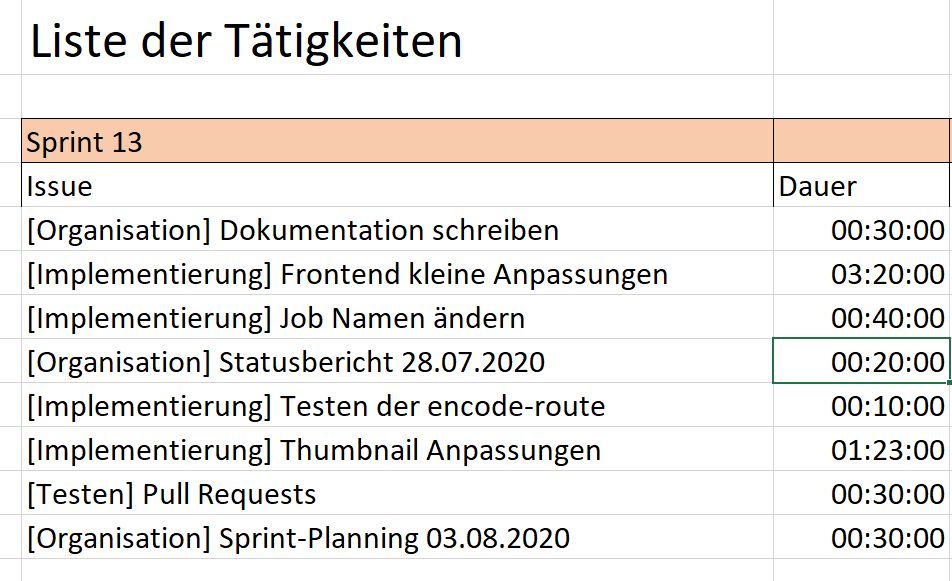 Liste der Tätigkeiten
Sprint 13
Issue Dauer
[Organisation] Dokumentation schreiben 00:30:00
[Implementierung] Frontend kleine Anpassungen 03:20:00
[Implementierung] Job Namen ändern 00:40:00
[Organisation] Statusbericht 28.07.2020 00:20:00
[Implementierung] Testen der encode-route 00:10:00
[Implementierung] Thumbnail Anpassungen 01:23:00
[Testen] Pull Requests 00:30:00
[Organisation] Sprint-Planning 03.08.2020 00:30:00